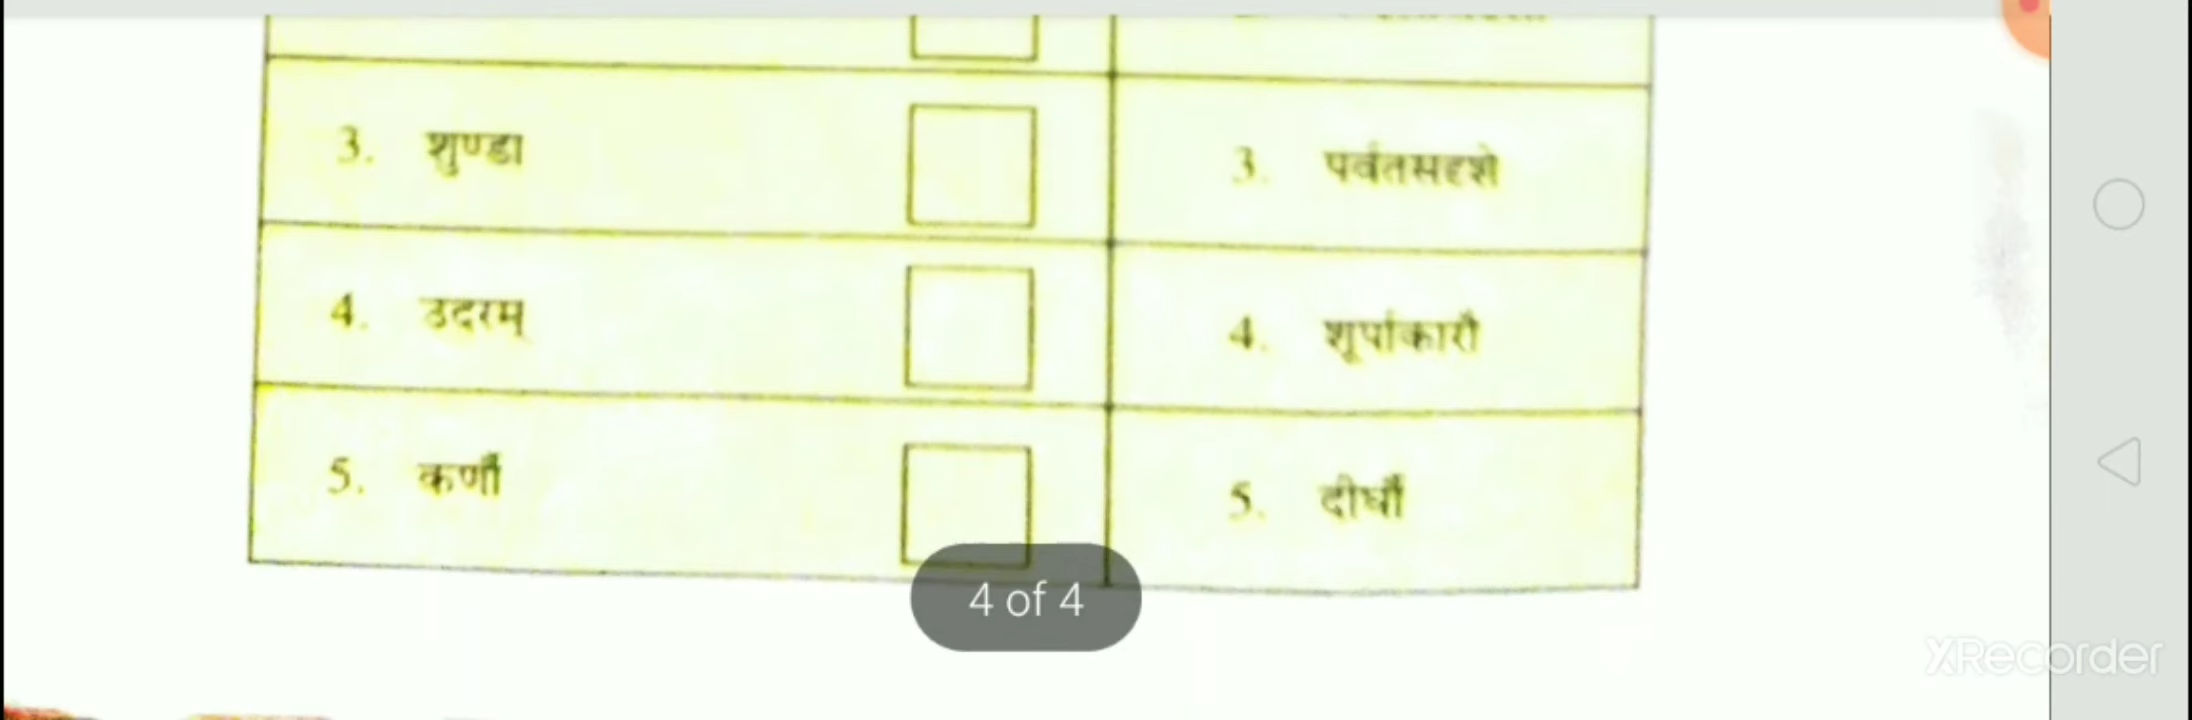 3. शुण्डा
3. पर्वतसदृशे
4. उदरम्
4. शूर्पाकारौ
5. कर्णौ
5. दीर्घौ
4 of 4
XRecorder